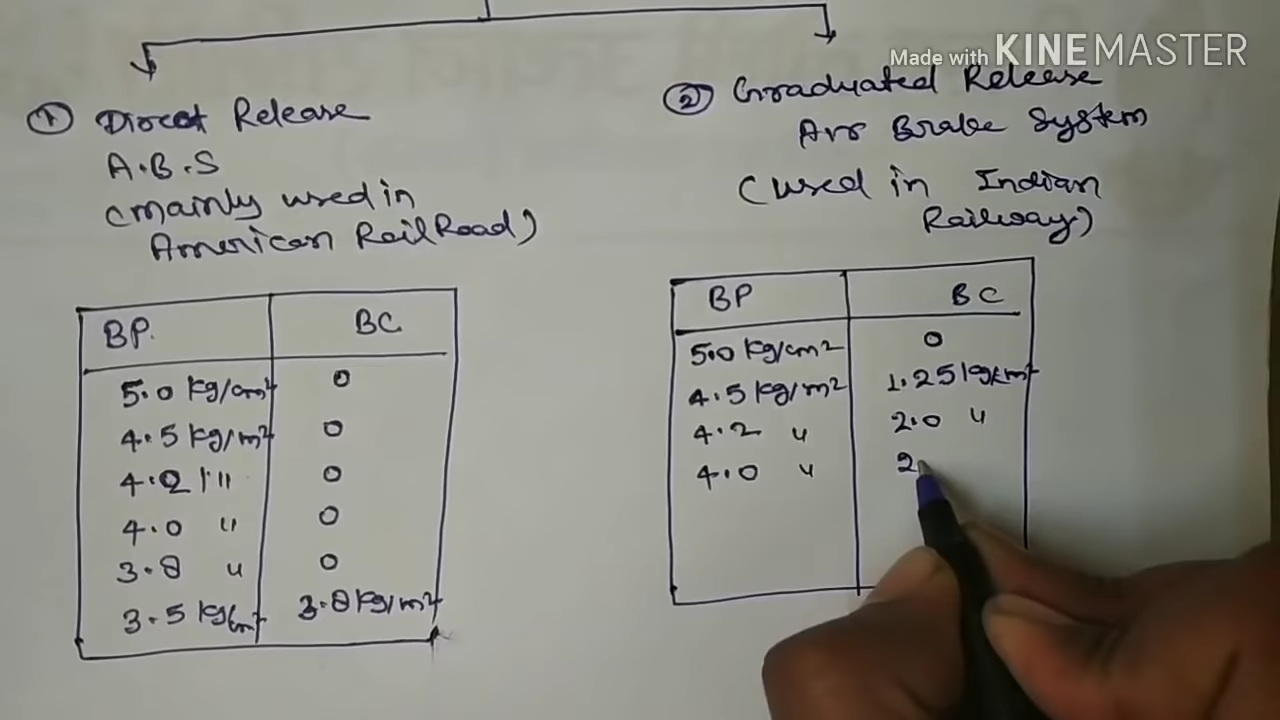 Made with KINEMASTER
① Direct Release
A.B.S
(Mainly used in
American RailRoad)
BP. BC
5.0 kg/cm² 0
4.5 kg/m² 0
4.2 " 0
4.0 " 0
3.8 " 0
3.5 kg/cm² 3.8 kg/m²
② Graduated Release
Air Brake System
(used in Indian
Railway)
BP BC
5.0 kg/cm² 0
4.5 kg/m² 1.25 kg/cm²
4.2 " 2.0 "
4.0 " 2